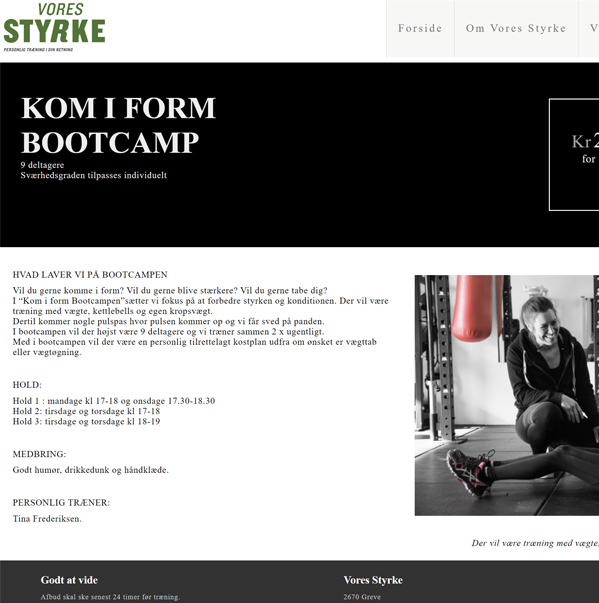 VORES
STYRKE
PERSONLIG TRÆNING I DIN RETNING
Forside
Om Vores Styrke
V
KOM I FORM
BOOTCAMP
9 deltagere
Sværhedsgraden tilpasses individuelt
Kr
for
HVAD LAVER VI PÅ BOOTCAMPEN
Vil du gerne komme i form? Vil du gerne blive stærkere? Vil du gerne tabe dig?
I “Kom i form Bootcampen”sætter vi fokus på at forbedre styrken og konditionen. Der vil være
træning med vægte, kettlebells og egen kropsvægt.
Dertil kommer nogle pulspas hvor pulsen kommer op og vi får sved på panden.
I bootcampen vil der højst være 9 deltagere og vi træner sammen 2 x ugentligt.
Med i bootcampen vil der være en personlig tilrettelagt kostplan udfra om ønsket er vægttab
eller vægtøgning.
HOLD:
Hold 1 : mandage kl 17-18 og onsdage 17.30-18.30
Hold 2: tirsdage og torsdage kl 17-18
Hold 3: tirsdage og torsdage kl 18-19
MEDBRING:
Godt humør, drikkedunk og håndklæde.
PERSONLIG TRÆNER:
Tina Frederiksen.
Der vil være træning med vægte,
Godt at vide
Afbud skal ske senest 24 timer før træning.
Vores Styrke
2670 Greve